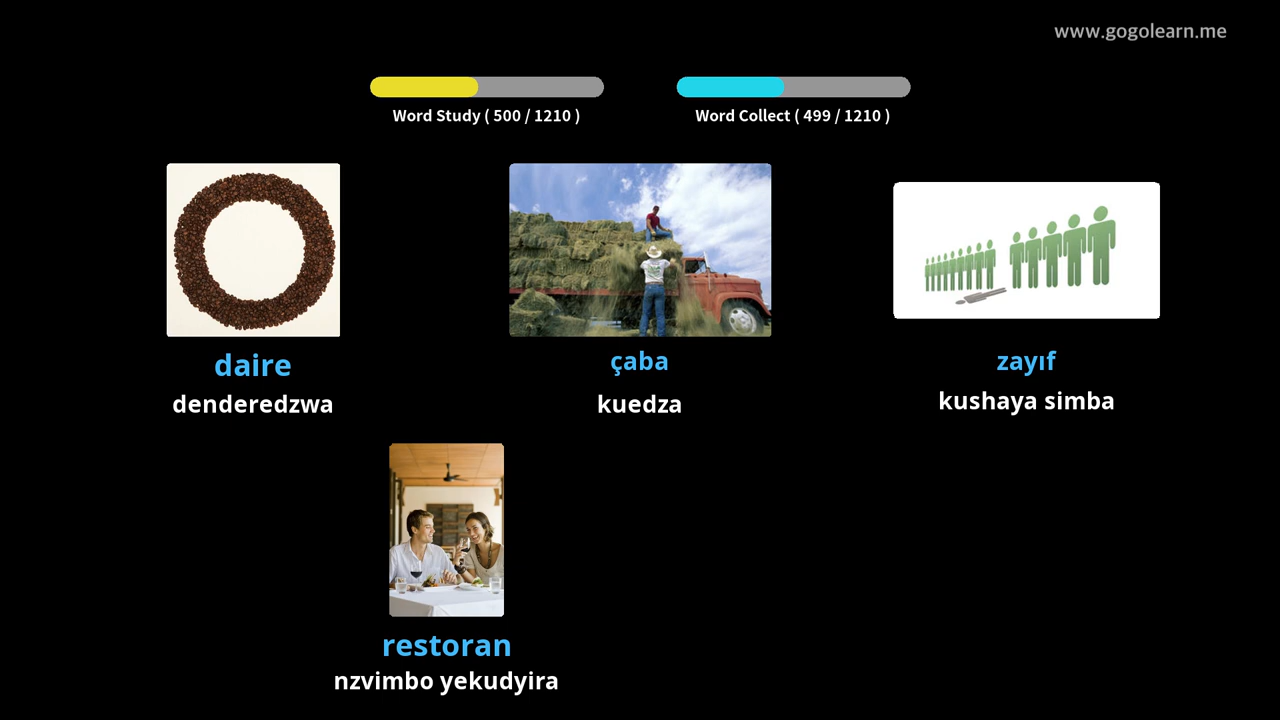 www.gogolearn.me
Word Study ( 500 / 1210 )
Word Collect ( 499 / 1210 )
daire
denderedzwa
çaba
kuedza
zayıf
kushaya simba
restoran
nzvimbo yekudyira